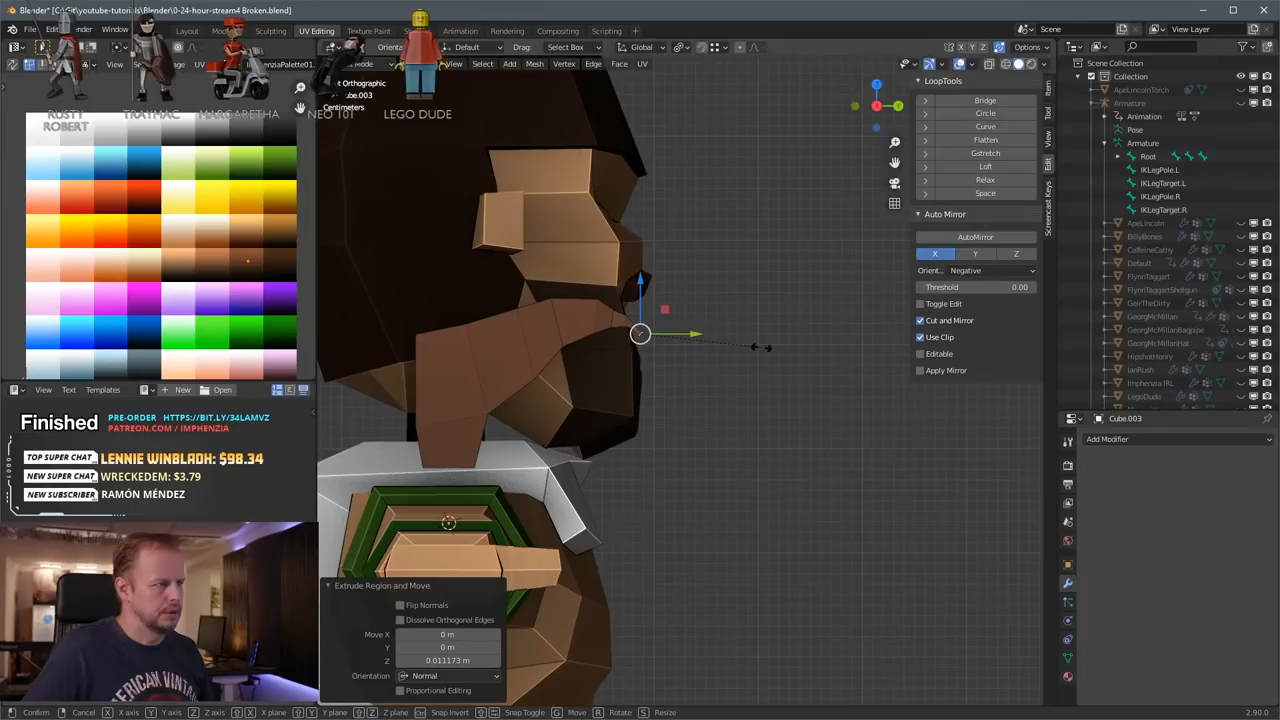 Blender* [C:\Git\youtube-tutorials\Blender\0-24-hour-stream4 Broken.blend]
File
Sculpting
UV Editing
Texture Paint
Animation
Rendering
Compositing
Scripting
Layout
Scene
View Layer
Default
Drag:
Select Box
Global
Options
View
Select
Add
Mesh
Vertex
Edge
Face
UV
ImphenziaPalette01
Cube.003
Centimeters
RUSTY
ROBERT
TRAYMAC
MARGARETHA
NEO 101
LEGO DUDE
LoopTools
Bridge
Circle
Curve
Flatten
Gstretch
Loft
Relax
Space
Auto Mirror
AutoMirror
X
Y
Z
Orient..
Negative
Threshold
0.00
Toggle Edit
Cut and Mirror
Use Clip
Editable
Apply Mirror
Item
Tool
View
Edit
Screencast Keys
Scene Collection
Collection
ApeLincolnTorch
Armature
Animation
Pose
Armature
Root
IKLegPole.L
IKLegTarget.L
IKLegPole.R
IKLegTarget.R
ApeLincoln
BillyBones
CaffeineCathy
Default
FlynnTaggart
FlynnTaggartShotgun
GeirTheDirty
GeorgMcMillan
GeorgMcMillanBagpipe
GeorgMcMillanHat
HipshotHenry
IanRush
Imphenzia IRL
LegoDude
Cube.003
Add Modifier
View
Text
Templates
New
Open
Finished
PRE-ORDER
HTTPS://BIT.LY/34LAMVZ
PATREON.COM / IMPHENZIA
TOP SUPER CHAT
LENNIE WINBLADH: $98.34
NEW SUPER CHAT
WRECKEDEM: $3.79
NEW SUBSCRIBER
RAMÓN MÉNDEZ
Extrude Region and Move
Flip Normals
Dissolve Orthogonal Edges
Move X
0 m
Y
0 m
Z
0.011173 m
Orientation
Normal
Proportional Editing
Confirm
Cancel
X axis
Y axis
Z axis
X plane
Y plane
Z plane
Snap Invert
Snap Toggle
Move
Rotate
Resize
2.90.0